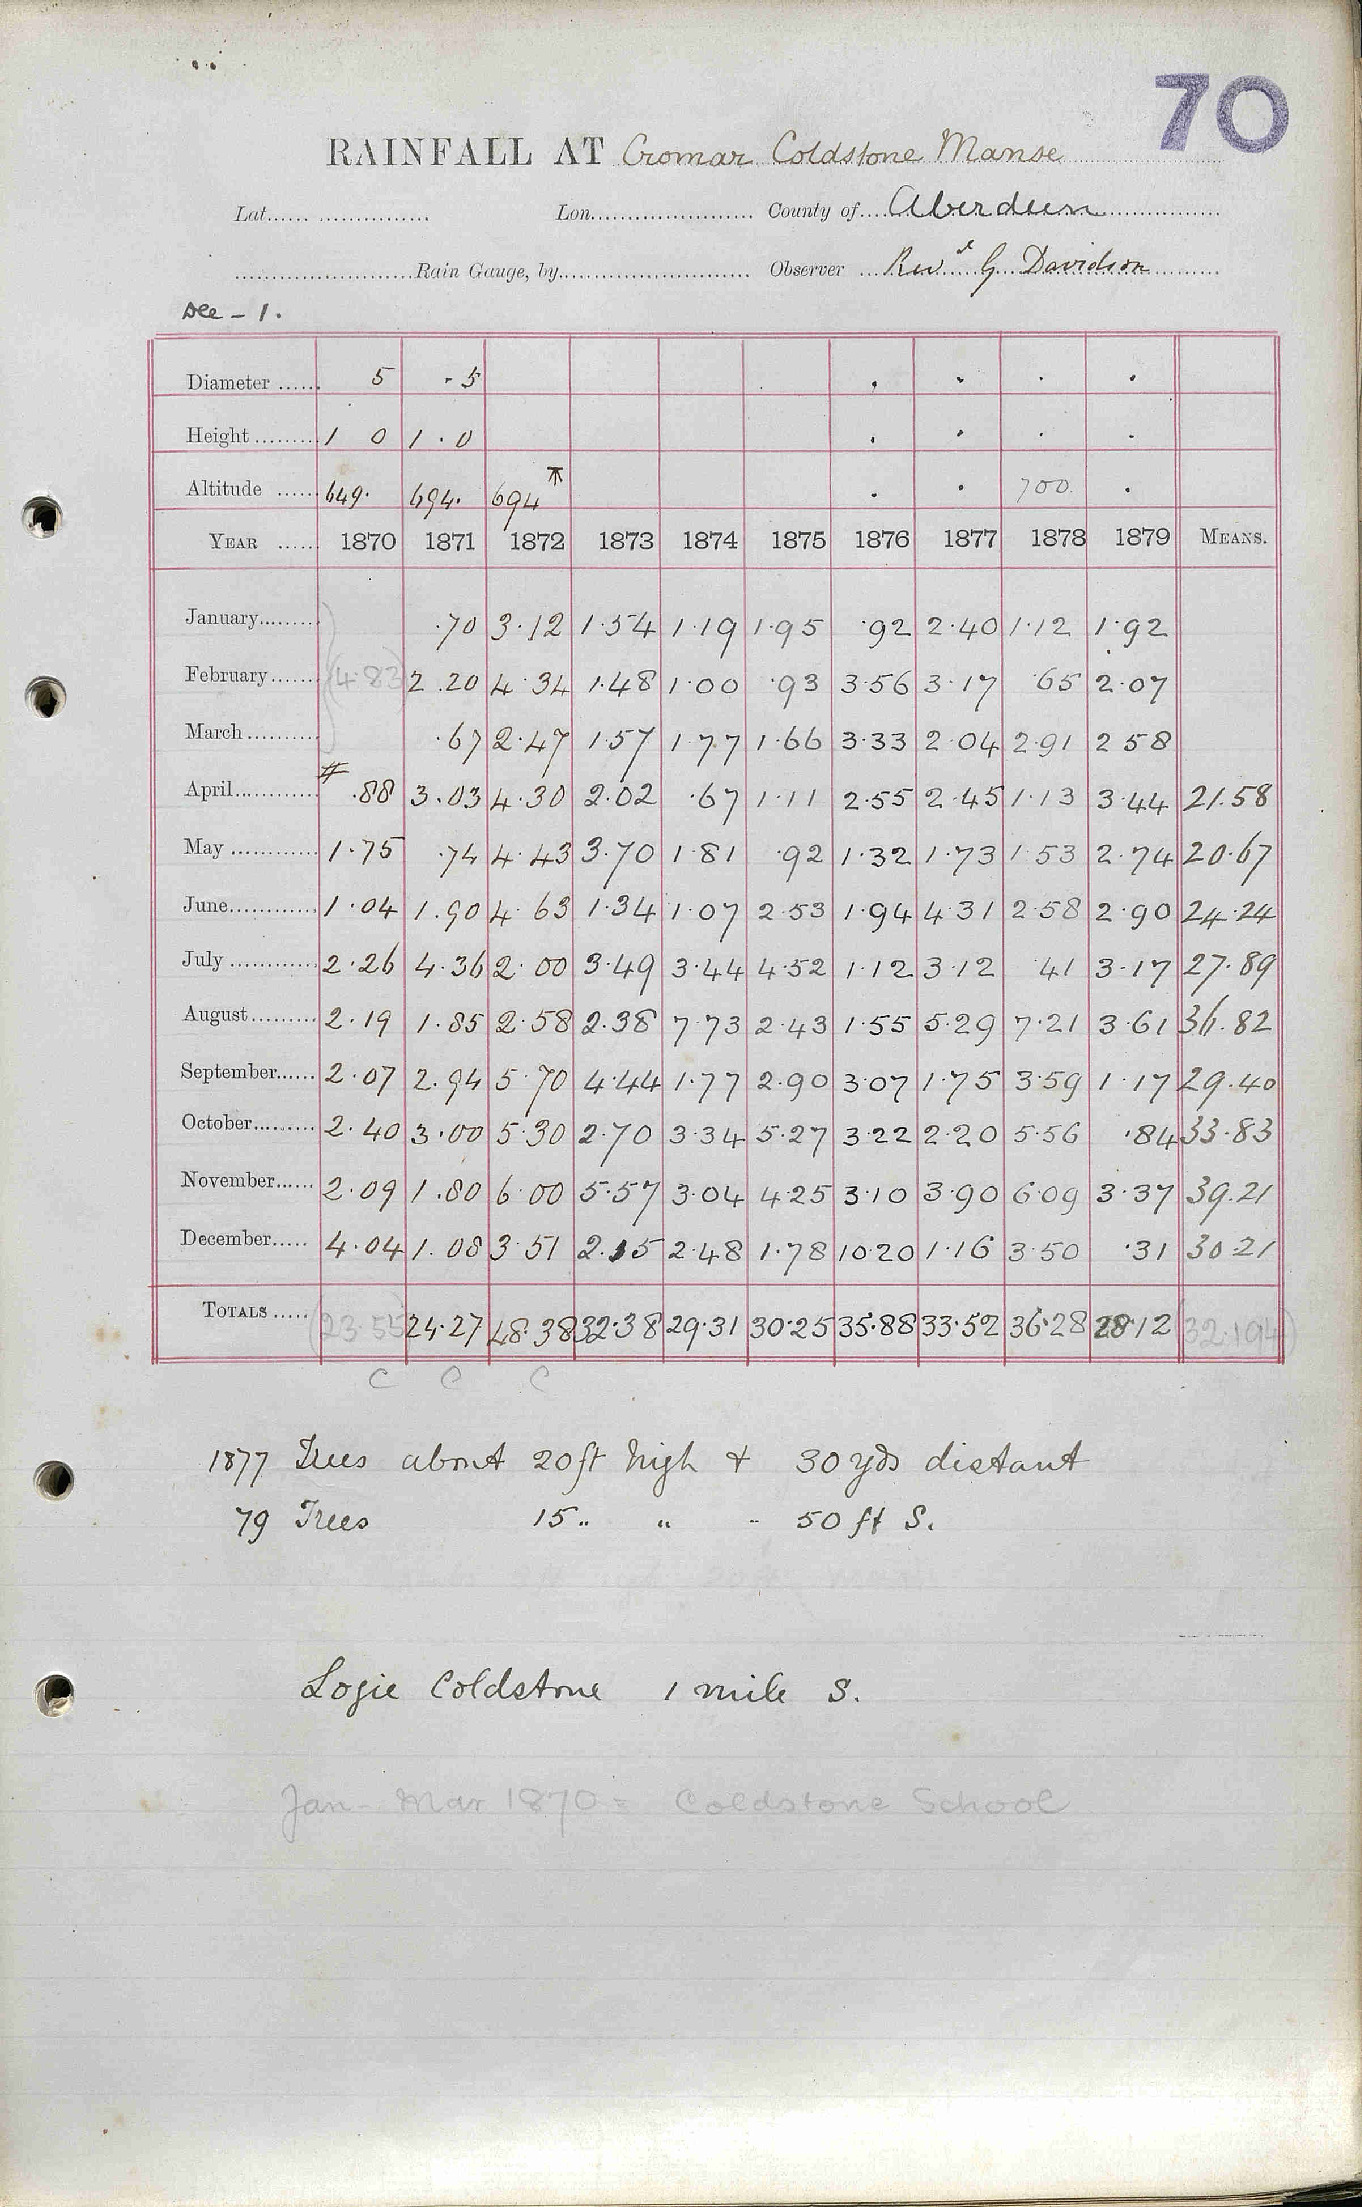 70
RAINFALL AT Cromar Coldstone Manse
Lat. Lon. County of Aberdeen
Rain Gauge, by Observer Revd G Davidson
Dee - 1.
Diameter 5 .5 . . . .
Height 1 0 1.0 . . . .
Altitude 649. 694. 694 . . 700 .
YEAR 1870 1871 1872 1873 1874 1875 1876 1877 1878 1879 MEANS.
January .70 3.12 1.54 1.19 1.95 .92 2.40 1.12 1.92
February (4.83) 2.20 4.34 1.48 1.00 .93 3.56 3.17 65 2.07
March .67 2.47 1.57 1.77 1.66 3.33 2.04 2.91 2 58
April # .88 3.03 4.30 2.02 .67 1.11 2.55 2.45 1.13 3.44 21.58
May 1.75 .74 4.43 3.70 1.81 .92 1.32 1.73 1.53 2.74 20.67
June 1.04 1.90 4 63 1.34 1.07 2.53 1.94 4.31 2.58 2.90 24.24
July 2.26 4.36 2.00 3.49 3.44 4.52 1.12 3.12 41 3.17 27.89
August 2.19 1.85 2.58 2.38 7.73 2.43 1.55 5.29 7.21 3.61 36.82
September 2.07 2.94 5.70 4.44 1.77 2.90 3.07 1.75 3.59 1.17 29.40
October 2.40 3.00 5.30 2.70 3.34 5.27 3.22 2.20 5.56 .84 33.83
November 2.09 1.80 6.00 5.57 3.04 4.25 3.10 3.90 6.09 3.37 39.21
December 4.04 1.08 3.51 2.15 2.48 1.78 10.20 1.16 3.50 .31 30.21
TOTALS (23.55) 24.27 48.38 32.38 29.31 30.25 35.88 33.52 36.28 28.12 (32.194)
C C C
1877 Trees about 20ft high & 30 yds distant
79 Trees 15 " " - 50 ft S.
Logie Coldstone 1 mile S.
Jan - Mar 1870 = Coldstone School